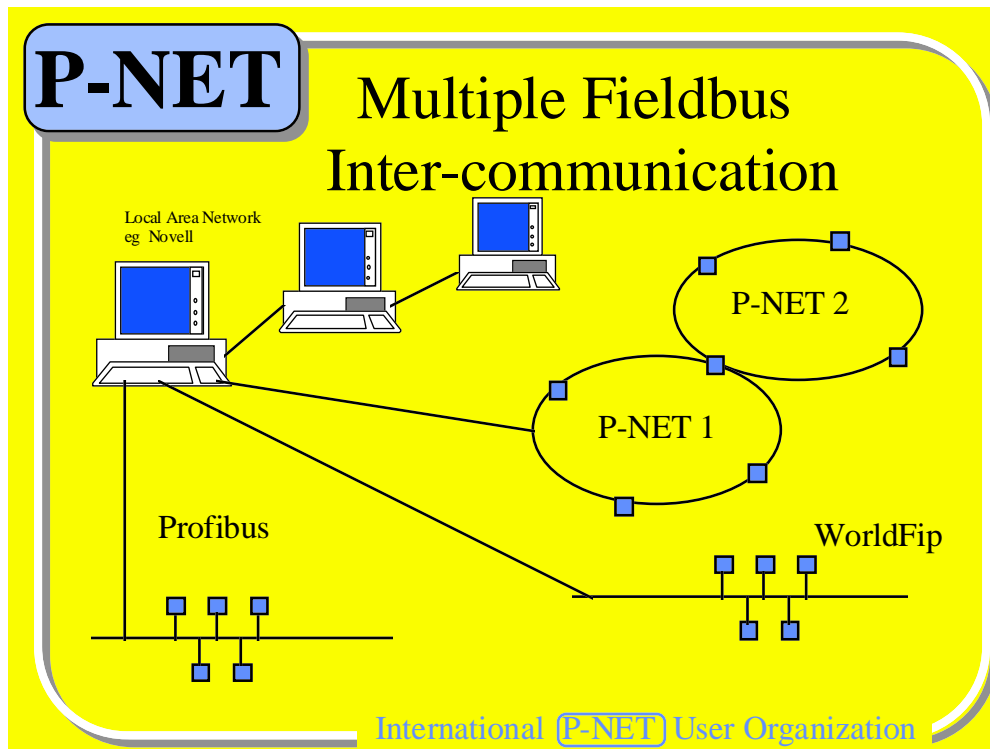 P-NET
Multiple Fieldbus
Inter-communication
Local Area Network
eg Novell
P-NET 2
P-NET 1
Profibus
WorldFip
International P-NET User Organization